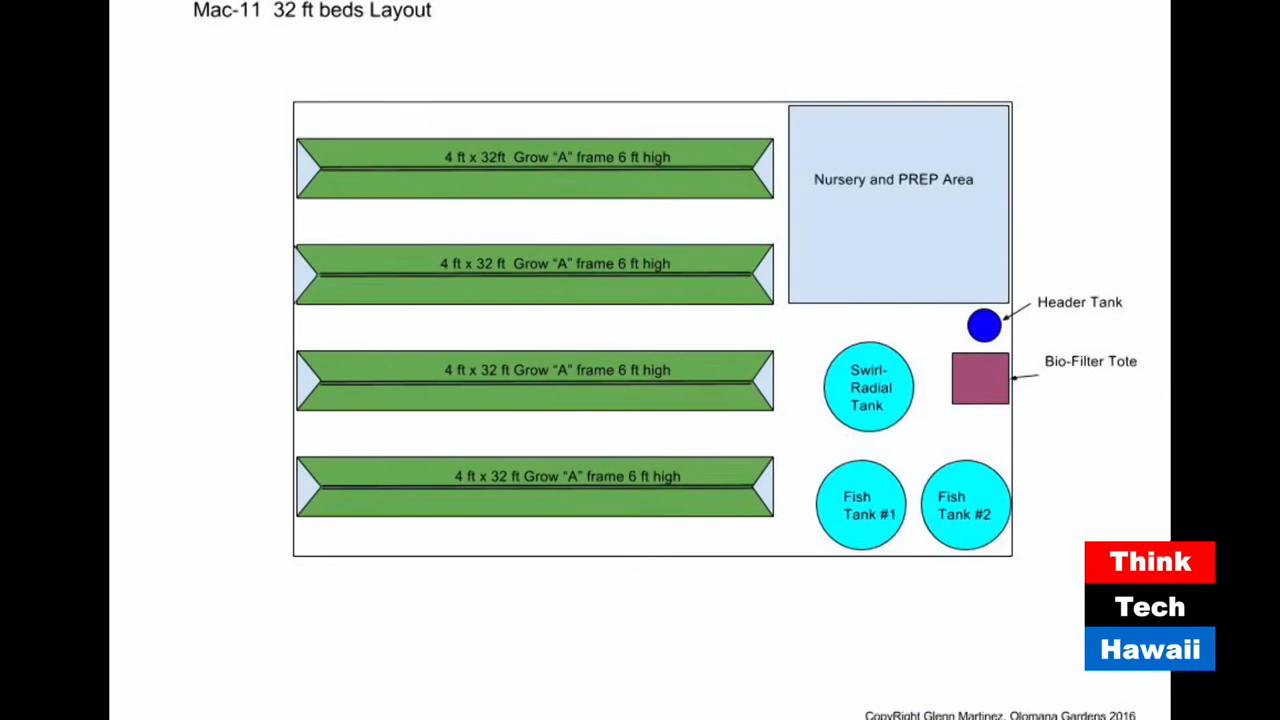 Mac-11 32 ft beds Layout
4 ft x 32ft Grow “A” frame 6 ft high
Nursery and PREP Area
4 ft x 32 ft Grow “A” frame 6 ft high
Header Tank
Bio-Filter Tote
4 ft x 32 ft Grow “A” frame 6 ft high
Swirl-
Radial
Tank
4 ft x 32 ft Grow “A” frame 6 ft high
Fish
Tank #1
Fish
Tank #2
Think
Tech
Hawaii
CopyRight Glenn Martinez, Olomana Gardens 2016